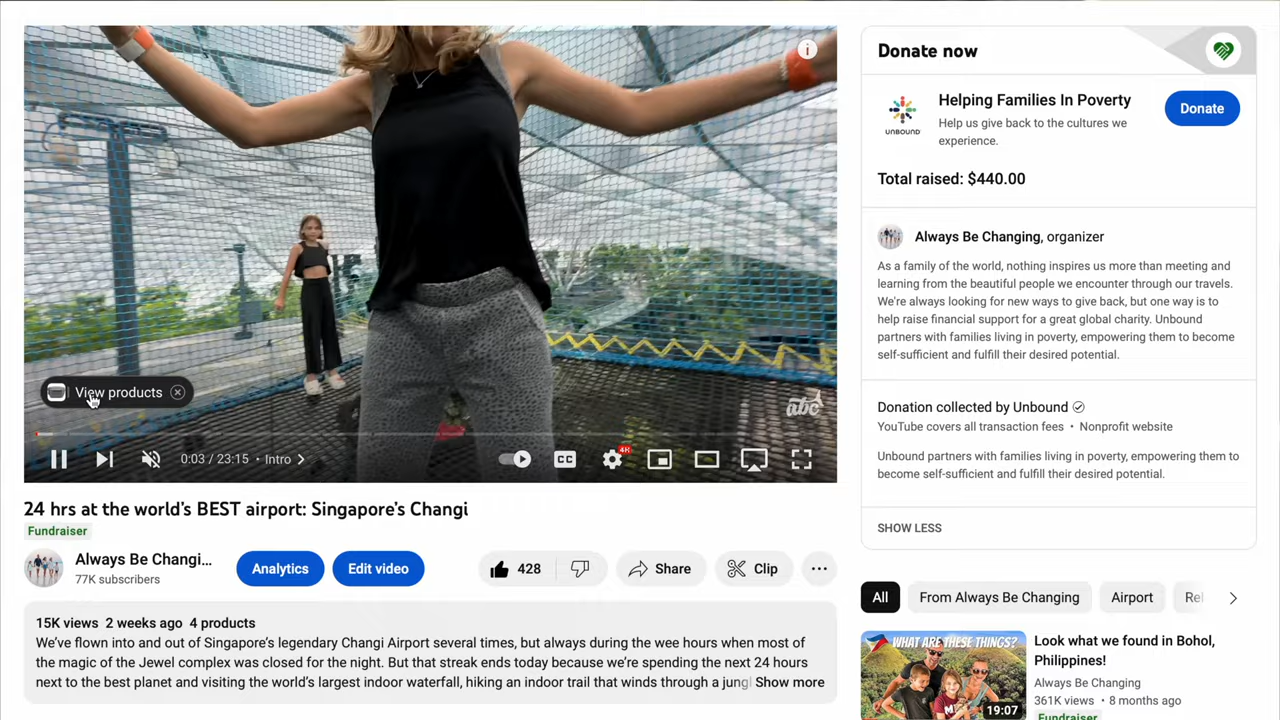 View products
abc
0:03 / 23:15 • Intro
CC
4K
24 hrs at the world's BEST airport: Singapore's Changi
Fundraiser
Always Be Changi...
77K subscribers
Analytics
Edit video
428
Share
Clip
15K views 2 weeks ago 4 products
We've flown into and out of Singapore's legendary Changi Airport several times, but always during the wee hours when most of
the magic of the Jewel complex was closed for the night. But that streak ends today because we're spending the next 24 hours
next to the best planet and visiting the world's largest indoor waterfall, hiking an indoor trail that winds through a jungl Show more
Donate now
UNBOUND
Helping Families In Poverty
Help us give back to the cultures we
experience.
Donate
Total raised: $440.00
Always Be Changing, organizer
As a family of the world, nothing inspires us more than meeting and
learning from the beautiful people we encounter through our travels.
We're always looking for new ways to give back, but one way is to
help raise financial support for a great global charity. Unbound
partners with families living in poverty, empowering them to become
self-sufficient and fulfill their desired potential.
Donation collected by Unbound
YouTube covers all transaction fees • Nonprofit website
Unbound partners with families living in poverty, empowering them to
become self-sufficient and fulfill their desired potential.
SHOW LESS
All
From Always Be Changing
Airport
Rel
WHAT ARE THESE THINGS?
19:07
Look what we found in Bohol,
Philippines!
Always Be Changing
361K views • 8 months ago
Fundraiser